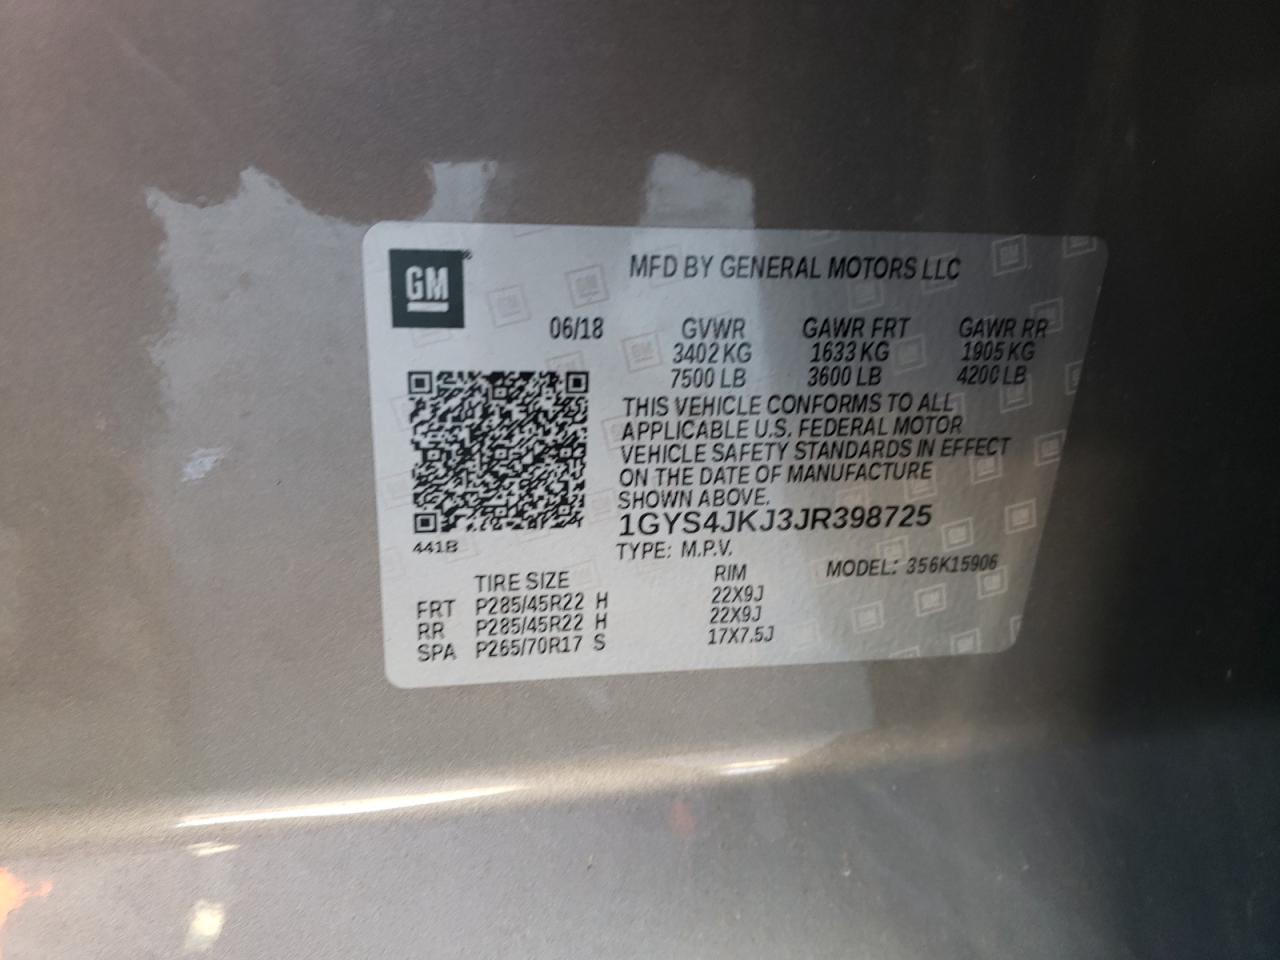 GM
MFD BY GENERAL MOTORS LLC
06/18 GVWR GAWR FRT GAWR RR
3402 KG 1633 KG 1905 KG
7500 LB 3600 LB 4200 LB
THIS VEHICLE CONFORMS TO ALL
APPLICABLE U.S. FEDERAL MOTOR
VEHICLE SAFETY STANDARDS IN EFFECT
ON THE DATE OF MANUFACTURE
SHOWN ABOVE.
1GYS4JKJ3JR398725
441B
TYPE: M.P.V.
MODEL: 356K15906
TIRE SIZE RIM
FRT P285/45R22 H 22X9J
RR P285/45R22 H 22X9J
SPA P265/70R17 S 17X7.5J